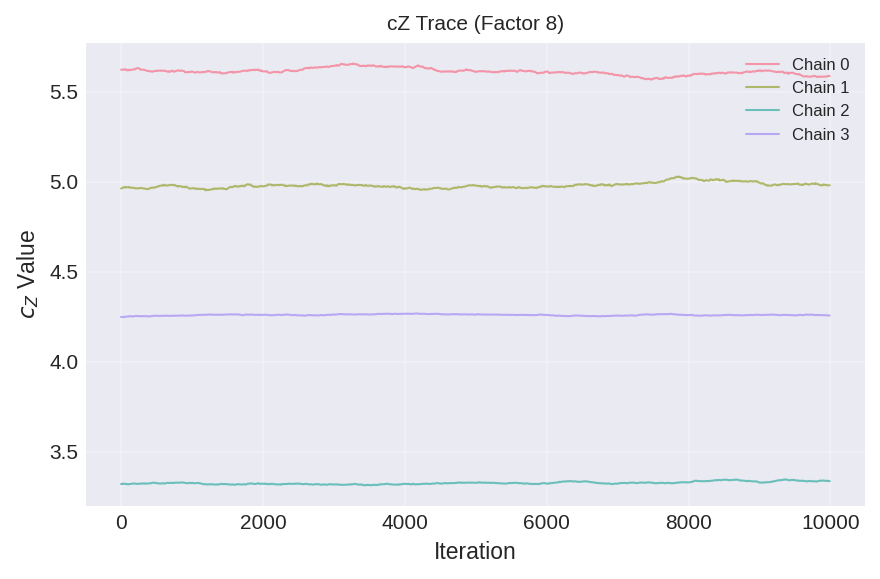 cZ Trace (Factor 8)
Chain 0
Chain 1
Chain 2
Chain 3
5.5
5.0
4.5
4.0
3.5
cZ Value
0 2000 4000 6000 8000 10000
Iteration